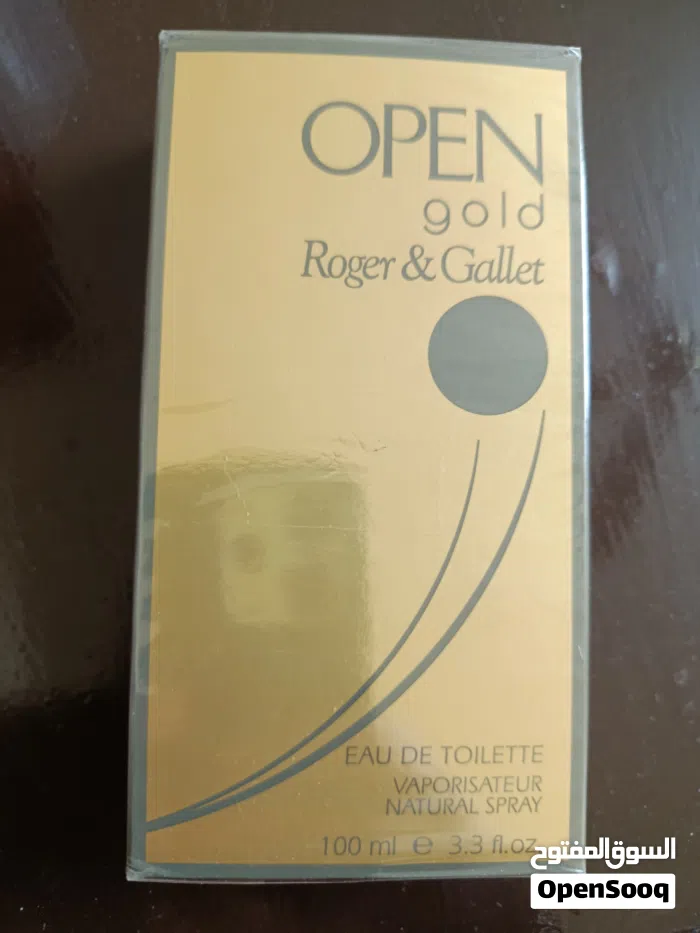 OPEN
gold
Roger & Gallet
EAU DE TOILETTE
VAPORISATEUR
NATURAL SPRAY
100 ml e 3.3 fl.oz.
السوق المفتوح
OpenSooq